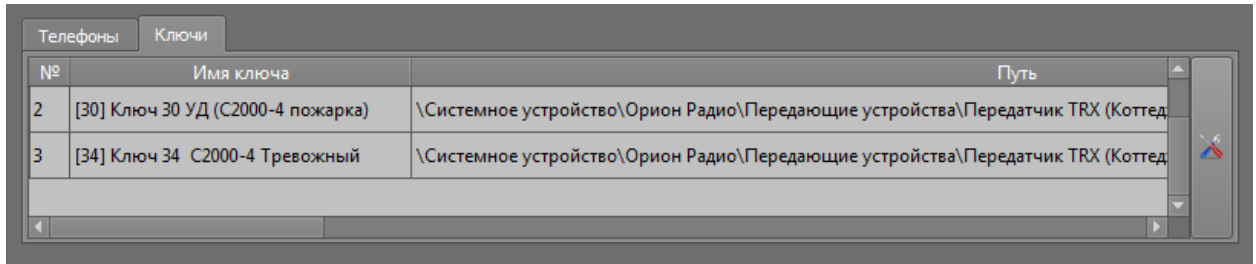 Телефоны Ключи
№ Имя ключа Путь
2 [30] Ключ 30 УД (С2000-4 пожарка) \Системное устройство\Орион Радио\Передающие устройства\Передатчик TRX (Коттед
3 [34] Ключ 34 С2000-4 Тревожный \Системное устройство\Орион Радио\Передающие устройства\Передатчик TRX (Коттед